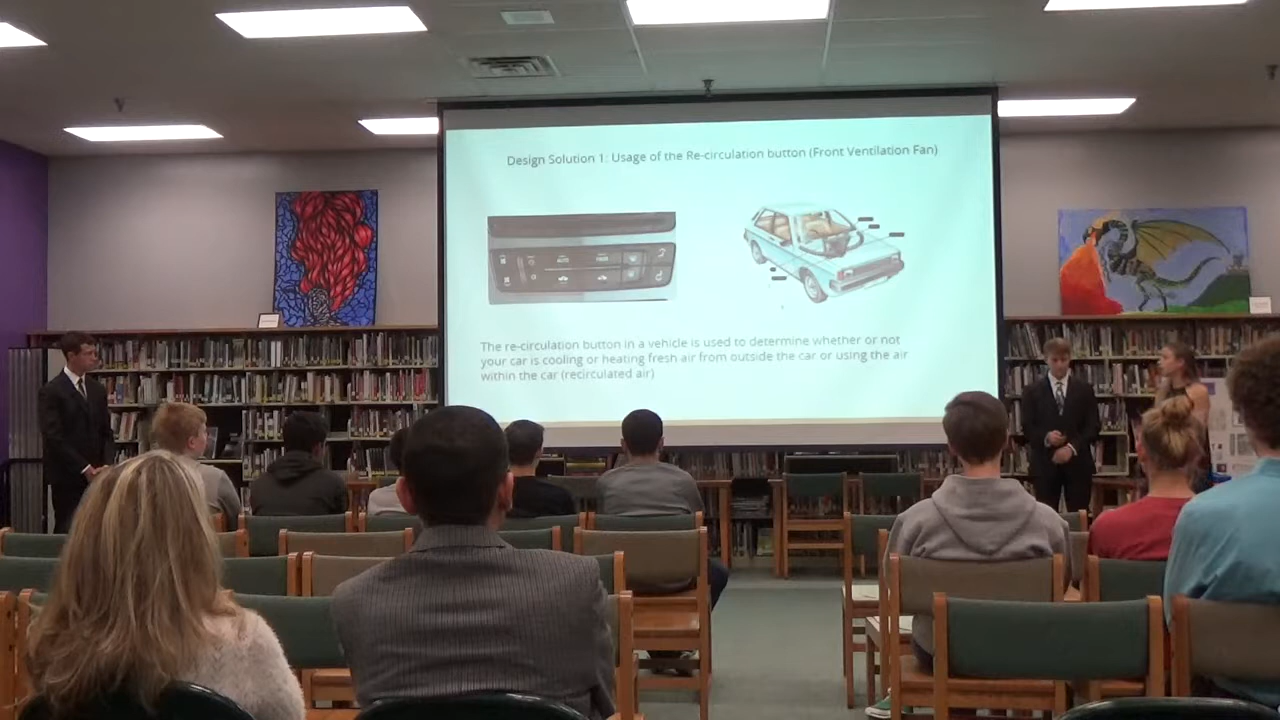 Design Solution 1: Usage of the Re-circulation button (Front Ventilation Fan)
The re-circulation button in a vehicle is used to determine whether or not
your car is cooling or heating fresh air from outside the car or using the air
within the car (recirculated air)